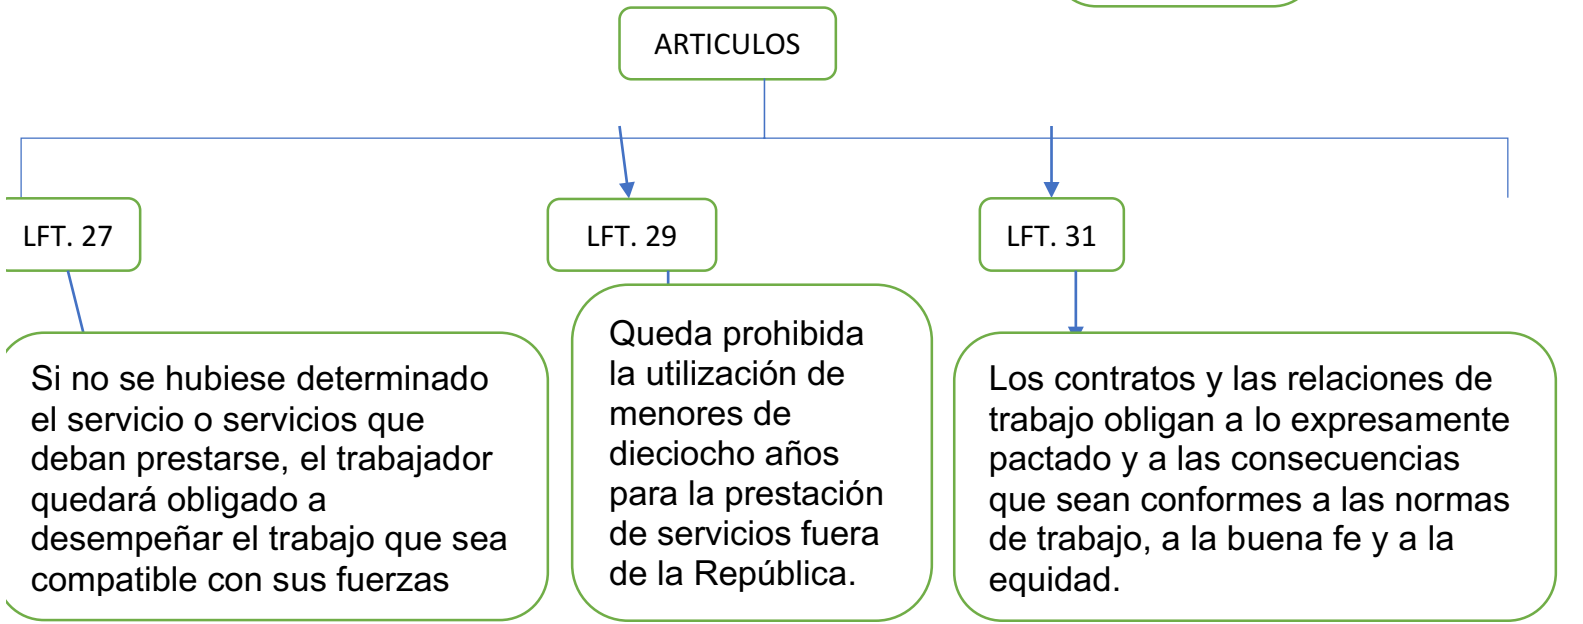 ARTICULOS
LFT. 27
LFT. 29
LFT. 31
Si no se hubiese determinado
el servicio o servicios que
deban prestarse, el trabajador
quedará obligado a
desempeñar el trabajo que sea
compatible con sus fuerzas
Queda prohibida
la utilización de
menores de
dieciocho años
para la prestación
de servicios fuera
de la República.
Los contratos y las relaciones de
trabajo obligan a lo expresamente
pactado y a las consecuencias
que sean conformes a las normas
de trabajo, a la buena fe y a la
equidad.